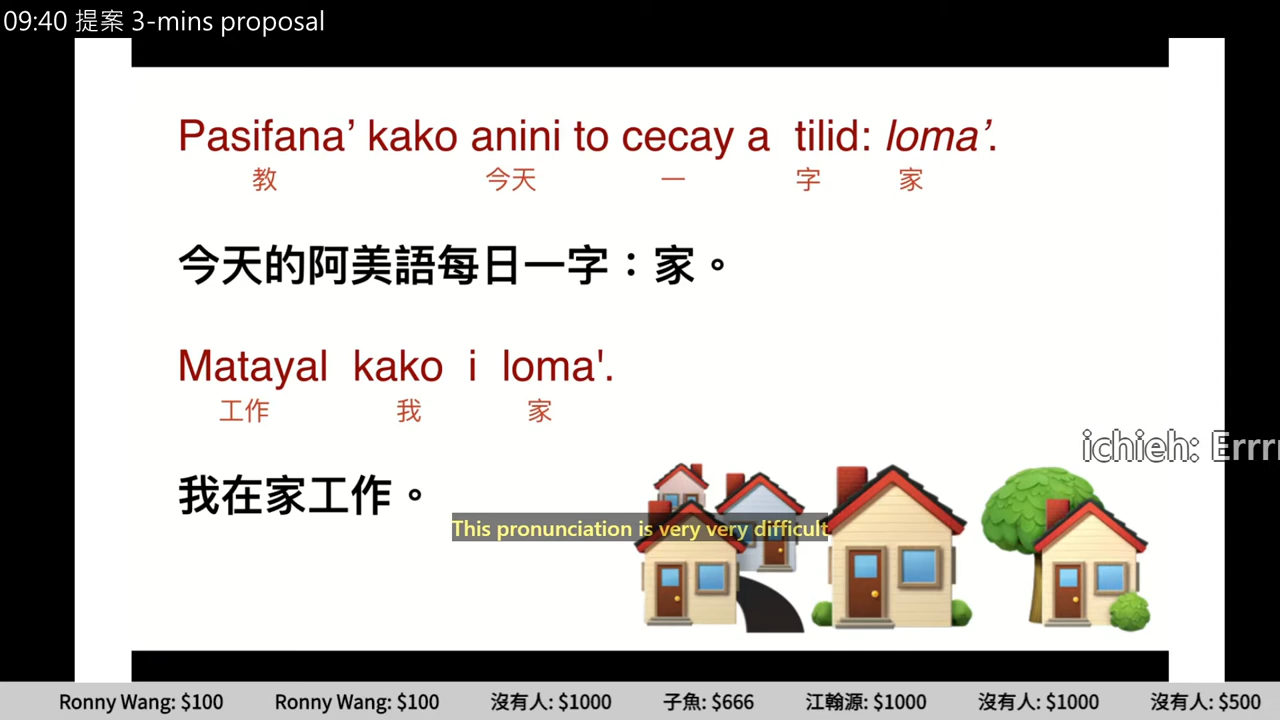 09:40 提案 3-mins proposal
Pasifana’ kako anini to cecay a tilid: loma’.
教 今天 一 字 家
今天的阿美語每日一字：家。
Matayal kako i loma'.
工作 我 家
ichieh: Errrr
我在家工作。
This pronunciation is very very difficult
Ronny Wang: $100 Ronny Wang: $100 沒有人: $1000 子魚: $666 江翰源: $1000 沒有人: $1000 沒有人: $500